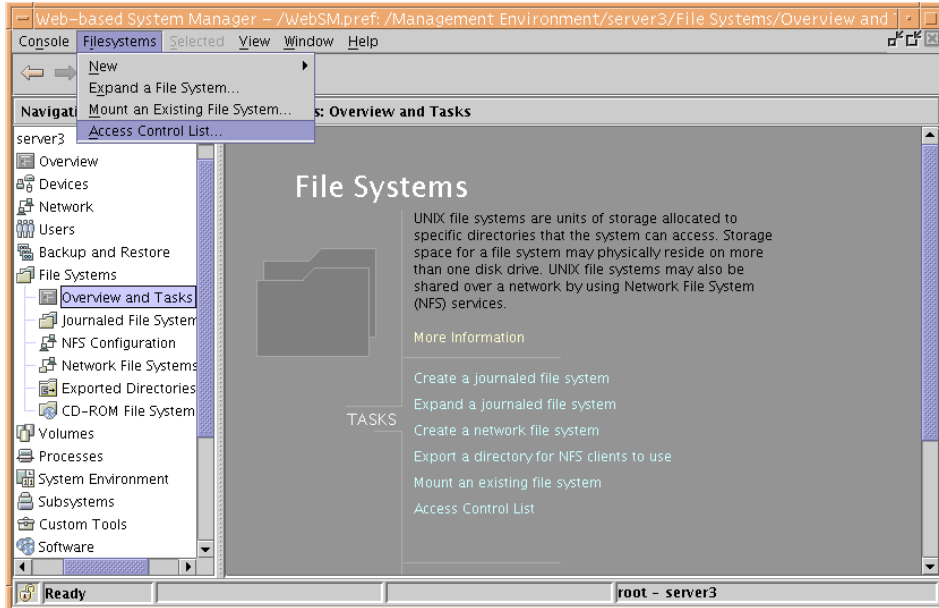 Web-based System Manager - /WebSM.pref: /Management Environment/server3/File Systems/Overview and
Console Filesystems Selected View Window Help
New
Expand a File System...
Mount an Existing File System...
Access Control List...
Navigati
s: Overview and Tasks
server3
Overview
Devices
Network
Users
Backup and Restore
File Systems
Overview and Tasks
Journaled File System
NFS Configuration
Network File Systems
Exported Directories
CD-ROM File System
Volumes
Processes
System Environment
Subsystems
Custom Tools
Software
File Systems
UNIX file systems are units of storage allocated to
specific directories that the system can access. Storage
space for a file system may physically reside on more
than one disk drive. UNIX file systems may also be
shared over a network by using Network File System
(NFS) services.
More Information
TASKS
Create a journaled file system
Expand a journaled file system
Create a network file system
Export a directory for NFS clients to use
Mount an existing file system
Access Control List
Ready
root - server3